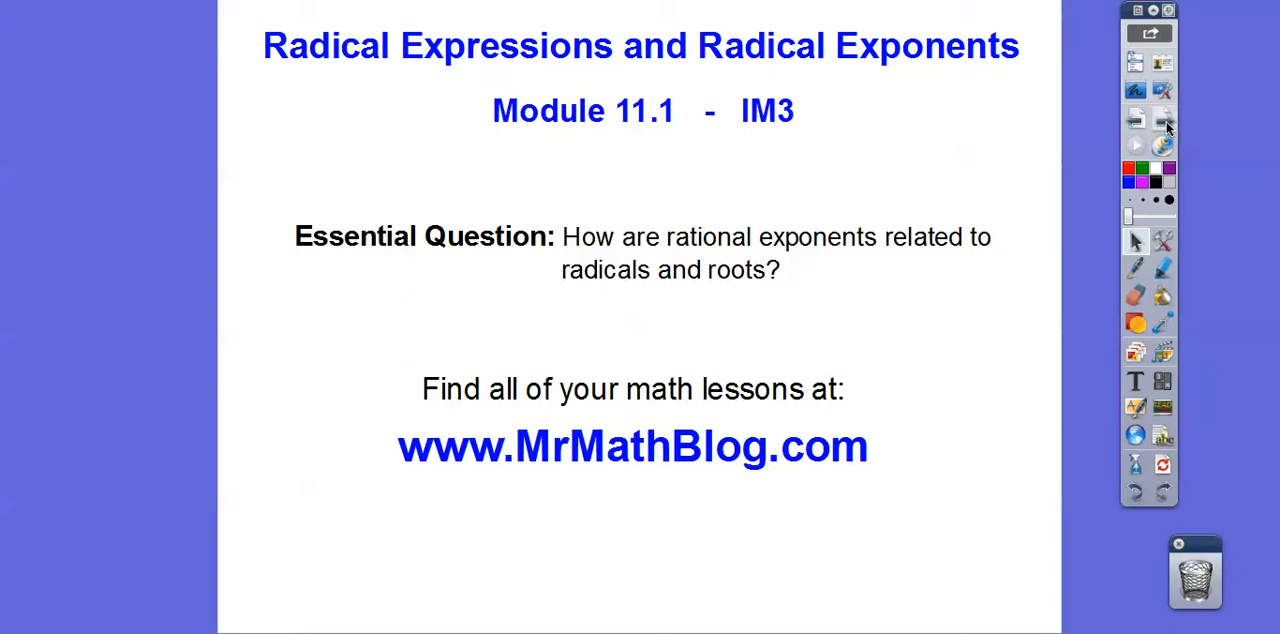 Radical Expressions and Radical Exponents
Module 11.1 - IM3
Essential Question: How are rational exponents related to
radicals and roots?
Find all of your math lessons at:
www.MrMathBlog.com